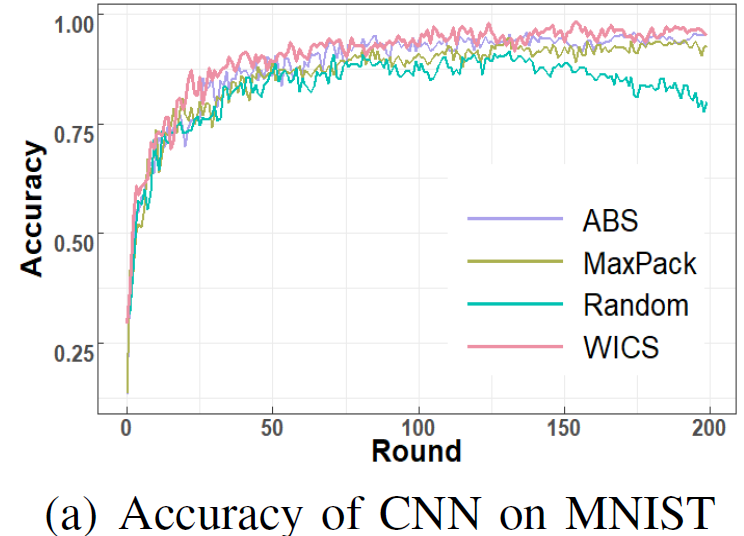 1.00
0.75
0.50
0.25
Accuracy
ABS
MaxPack
Random
WICS
0 50 100 150 200
Round
(a) Accuracy of CNN on MNIST